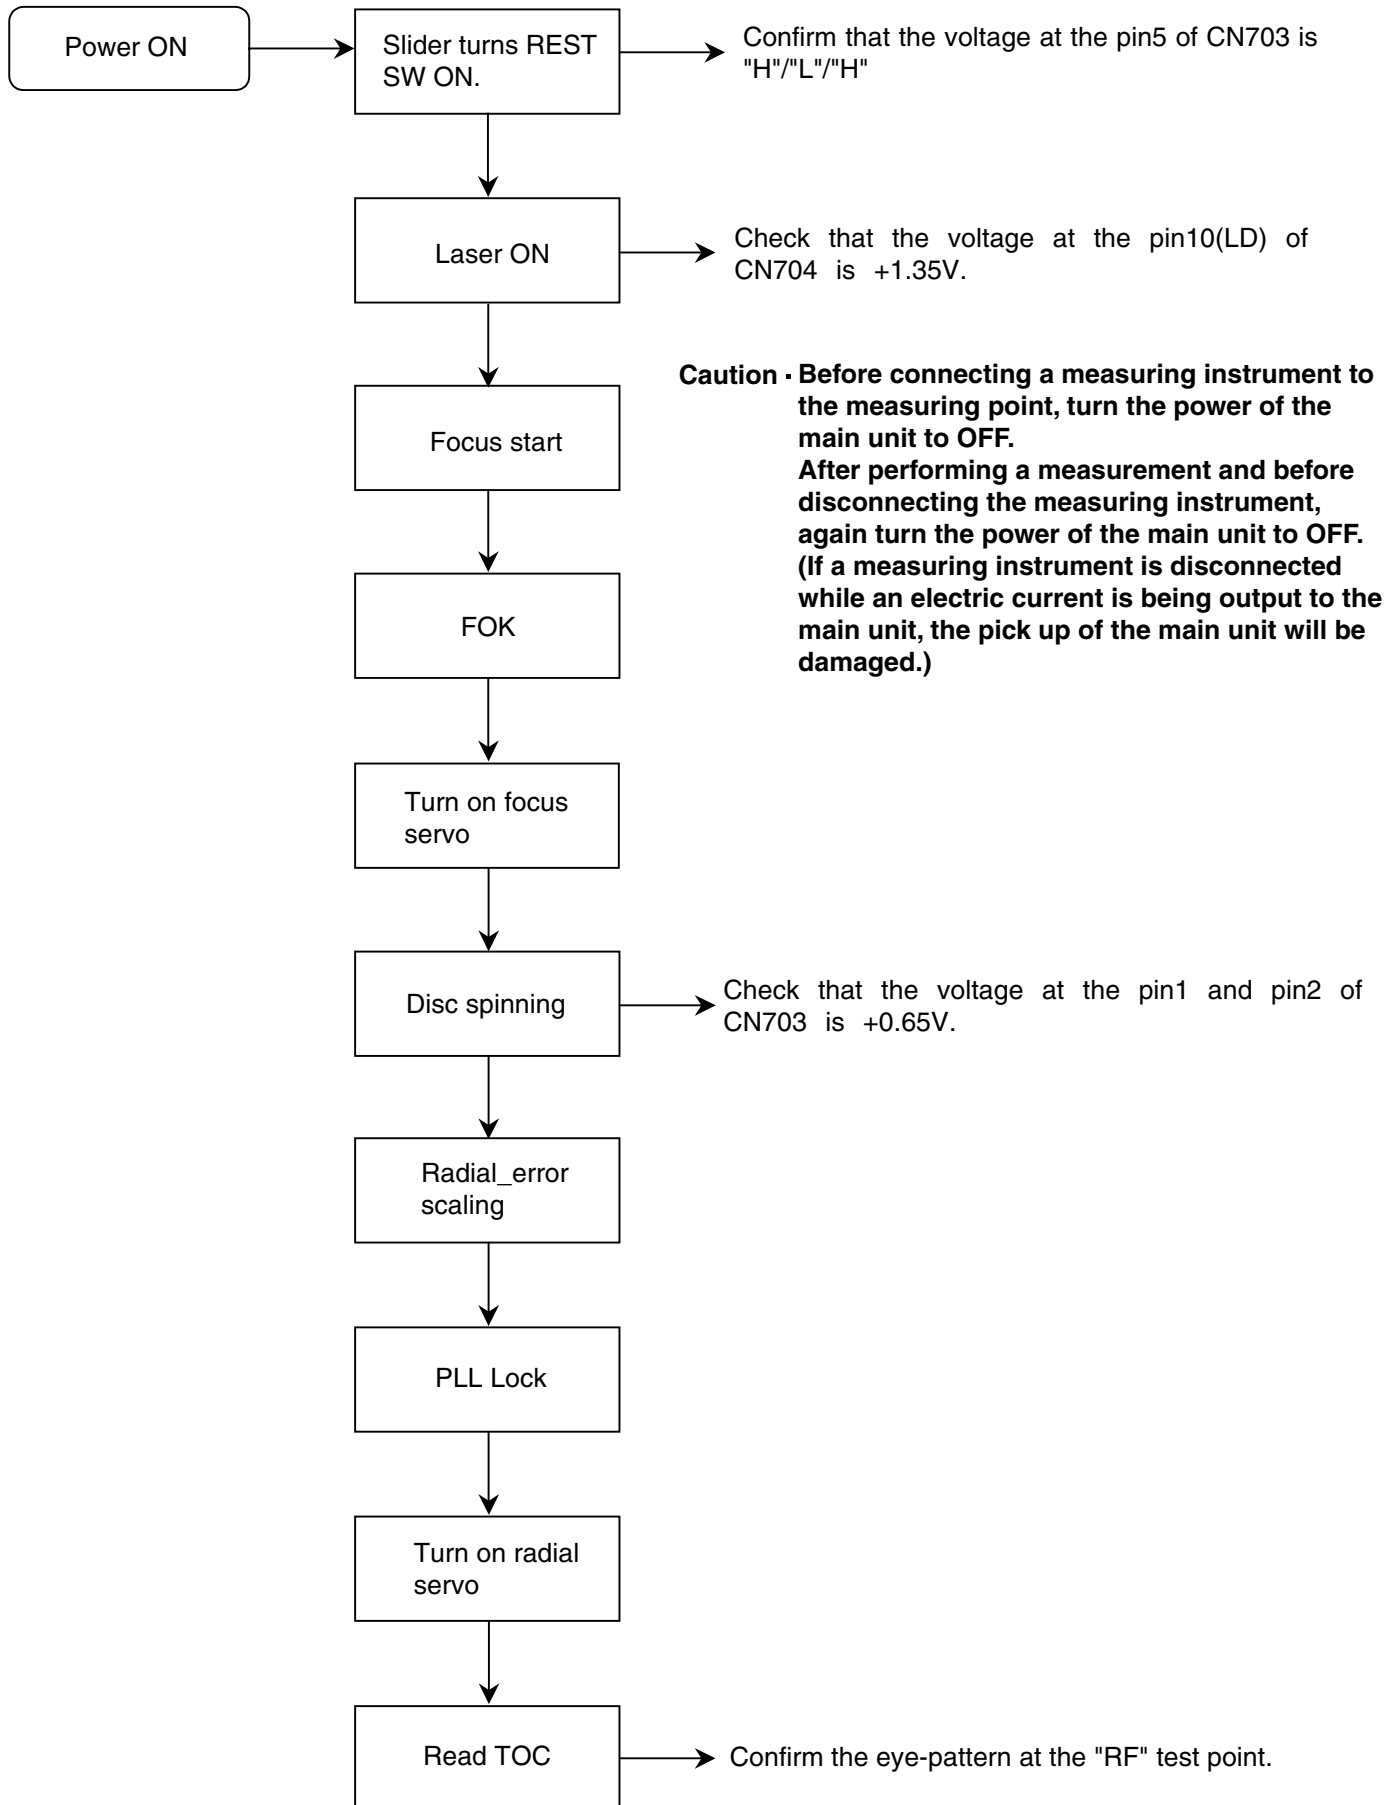 Power ON
Slider turns REST
SW ON.
Confirm that the voltage at the pin5 of CN703 is
"H"/"L"/"H"
Laser ON
Check that the voltage at the pin10(LD) of
CN704 is +1.35V.
Focus start
Caution - Before connecting a measuring instrument to
the measuring point, turn the power of the
main unit to OFF.
After performing a measurement and before
disconnecting the measuring instrument,
again turn the power of the main unit to OFF.
(If a measuring instrument is disconnected
while an electric current is being output to the
main unit, the pick up of the main unit will be
damaged.)
FOK
Turn on focus
servo
Disc spinning
Check that the voltage at the pin1 and pin2 of
CN703 is +0.65V.
Radial_error
scaling
PLL Lock
Turn on radial
servo
Read TOC
Confirm the eye-pattern at the "RF" test point.